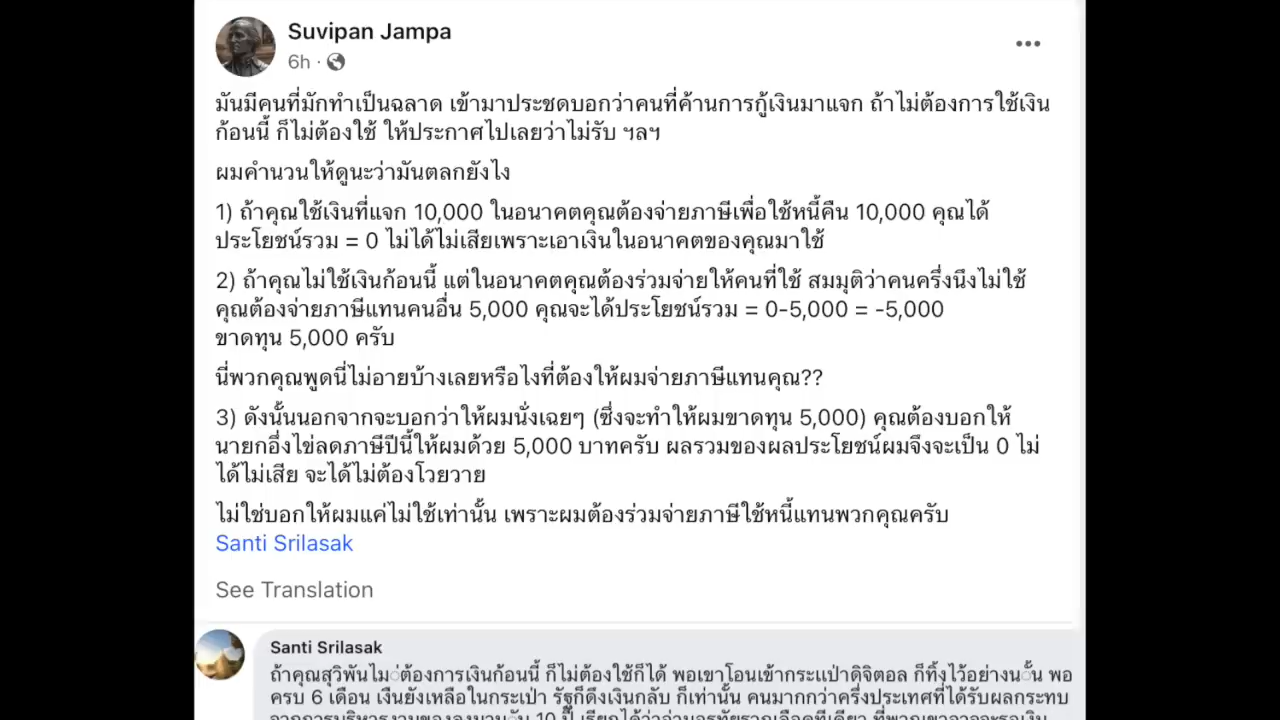 Suvipan Jampa
6h ·
มันมีคนที่มักทำเป็นฉลาด เข้ามาประชดบอกว่าคนที่ค้านการกู้เงินมาแจก ถ้าไม่ต้องการใช้เงิน
ก้อนนี้ ก็ไม่ต้องใช้ ให้ประกาศไปเลยว่าไม่รับ ฯลฯ
ผมคำนวนให้ดูนะว่ามันตลกยังไง
1) ถ้าคุณใช้เงินที่แจก 10,000 ในอนาคตคุณต้องจ่ายภาษีเพื่อใช้หนี้คืน 10,000 คุณได้
ประโยชน์รวม = 0 ไม่ได้ไม่เสียเพราะเอาเงินในอนาคตของคุณมาใช้
2) ถ้าคุณไม่ใช้เงินก้อนนี้ แต่ในอนาคตคุณต้องร่วมจ่ายให้คนที่ใช้ สมมุติว่าคนครึ่งนึงไม่ใช้
คุณต้องจ่ายภาษีแทนคนอื่น 5,000 คุณจะได้ประโยชน์รวม = 0-5,000 = -5,000
ขาดทุน 5,000 ครับ
นี่พวกคุณพูดนี่ไม่อายบ้างเลยหรือไงที่ต้องให้ผมจ่ายภาษีแทนคุณ??
3) ดังนั้นนอกจากจะบอกว่าให้ผมนั่งเฉยๆ (ซึ่งจะทำให้ผมขาดทุน 5,000) คุณต้องบอกให้
นายกอึ่งไข่ลดภาษีปีนี้ให้ผมด้วย 5,000 บาทครับ ผลรวมของผลประโยชน์ผมจึงจะเป็น 0 ไม่
ได้ไม่เสีย จะได้ไม่ต้องโวยวาย
ไม่ใช่บอกให้ผมแค่ไม่ใช้เท่านั้น เพราะผมต้องร่วมจ่ายภาษีใช้หนี้แทนพวกคุณครับ
Santi Srilasak
See Translation
Santi Srilasak
ถ้าคุณสุวิพันไม่ต้องการเงินก้อนนี้ ก็ไม่ต้องใช้ก็ได้ พอเขาโอนเข้ากระเแป๋าดิจิตอล ก็ทิ้งไว้อย่างนั้น พอ
ครบ 6 เดือน เงินยังเหลือในกระเป๋า รัฐก็ดึงเงินกลับ ก็เท่านั้น คนมากกว่าครึ่งประเทศที่ได้รับผลกระทบ